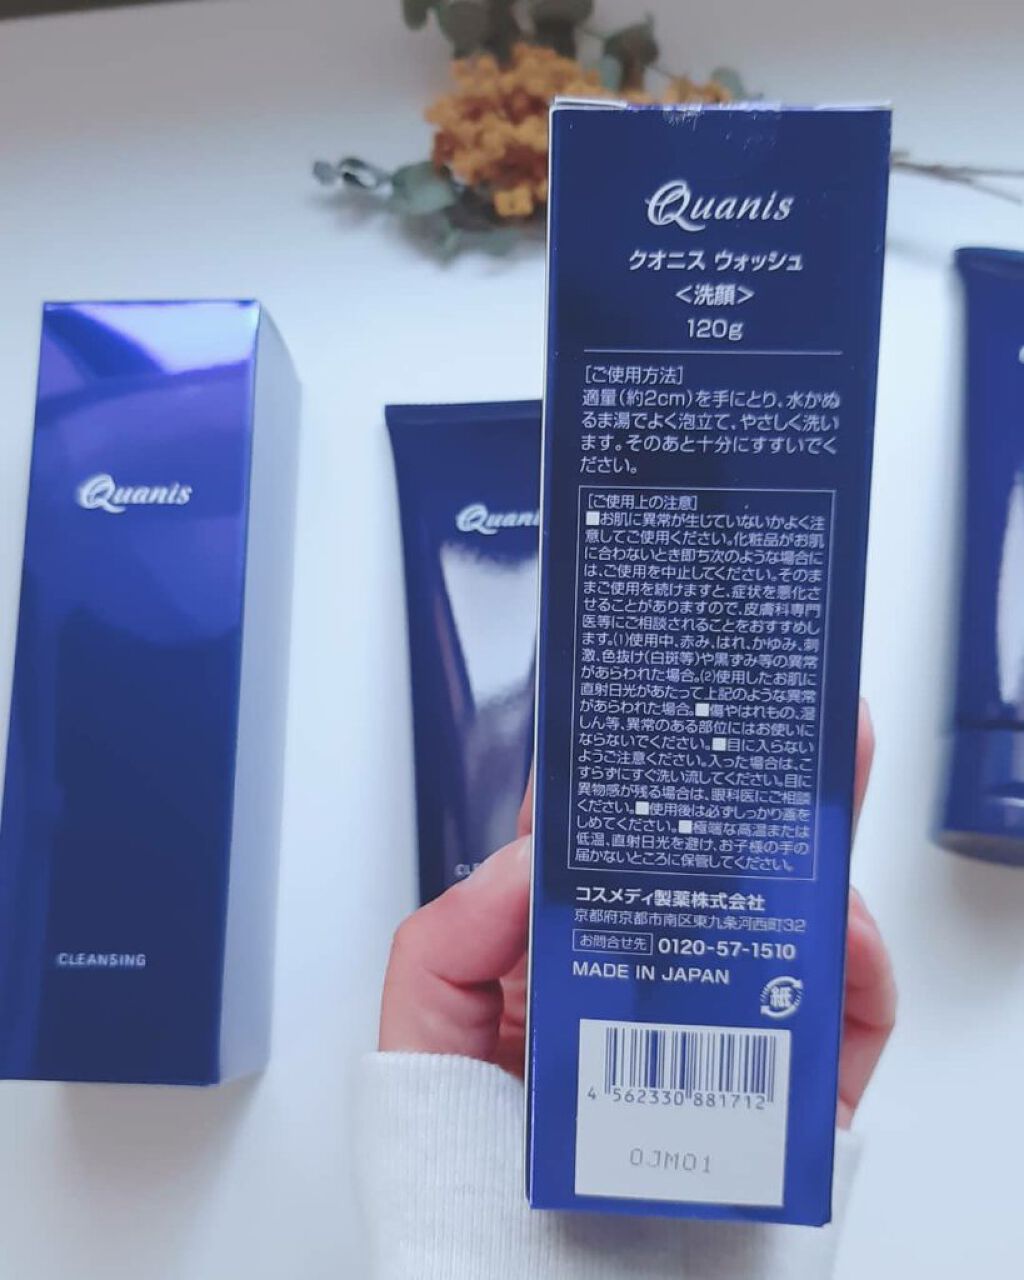 Quanis
クオニス ウォッシュ
＜洗顔＞
120g
［ご使用方法］
適量（約2cm）を手にとり、水かぬ
るま湯でよく泡立て、やさしく洗い
ます。そのあと十分にすすいでく
ださい。
［ご使用上の注意］
■お肌に異常が生じていないかよく注
意してご使用ください。化粧品がお肌
に合わないとき即ち次のような場合に
は、ご使用を中止してください。そのま
まご使用を続けますと、症状を悪化さ
せることがありますので、皮膚科専門
医等にご相談されることをおすすめし
ます。(1)使用中、赤み、はれ、かゆみ、刺
激、色抜け（白斑等）や黒ずみ等の異常
があらわれた場合。(2)使用したお肌に
直射日光があたって上記のような異常
があらわれた場合。■傷やはれもの、湿
しん等、異常のある部位にはお使いに
ならないでください。■目に入らない
ようご注意ください。入った場合は、こ
すらずにすぐ洗い流してください。目に
異物感が残る場合は、眼科医にご相談
ください。■使用後は必ずしっかり蓋を
しめてください。■極端な高温または
低温、直射日光を避け、お子様の手の
届かないところに保管してください。
コスメディ製薬株式会社
京都府京都市南区東九条河西町32
お問合せ先 0120-57-1510
MADE IN JAPAN
紙
4 562330 881712
0JM01
Quanis
CLEANSING
Quani
CLE